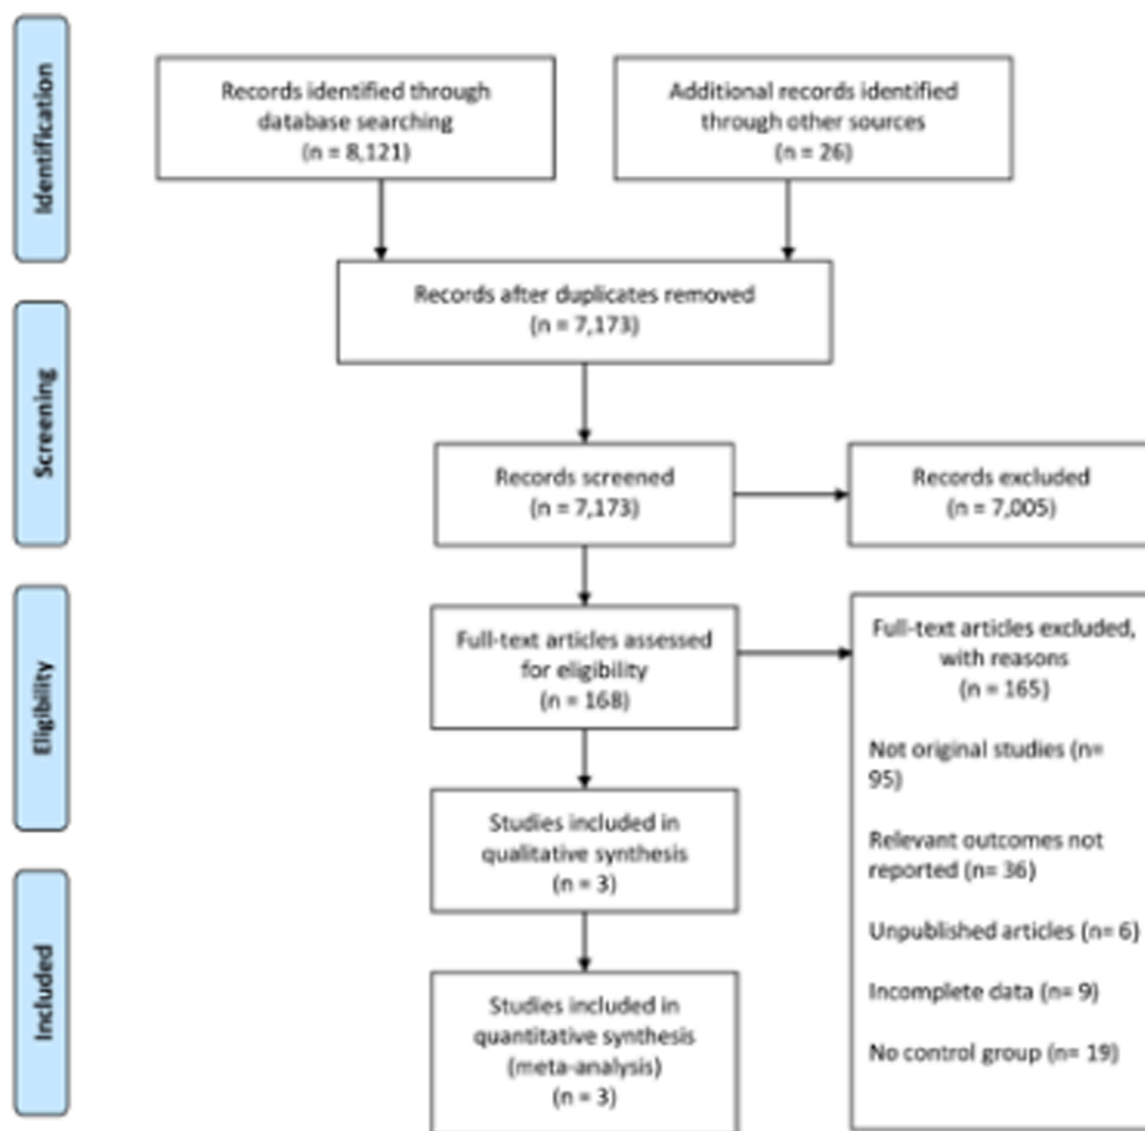 Identification
Records identified through
database searching
(n = 8,121)
Additional records identified
through other sources
(n = 26)
Records after duplicates removed
(n = 7,173)
Screening
Records screened
(n = 7,173)
Records excluded
(n = 7,005)
Eligibility
Full-text articles assessed
for eligibility
(n = 168)
Full-text articles excluded,
with reasons
(n = 165)
Not original studies (n=
95)
Relevant outcomes not
reported (n= 36)
Unpublished articles (n= 6)
Incomplete data (n= 9)
No control group (n= 19)
Studies included in
qualitative synthesis
(n = 3)
Included
Studies included in
quantitative synthesis
(meta-analysis)
(n = 3)